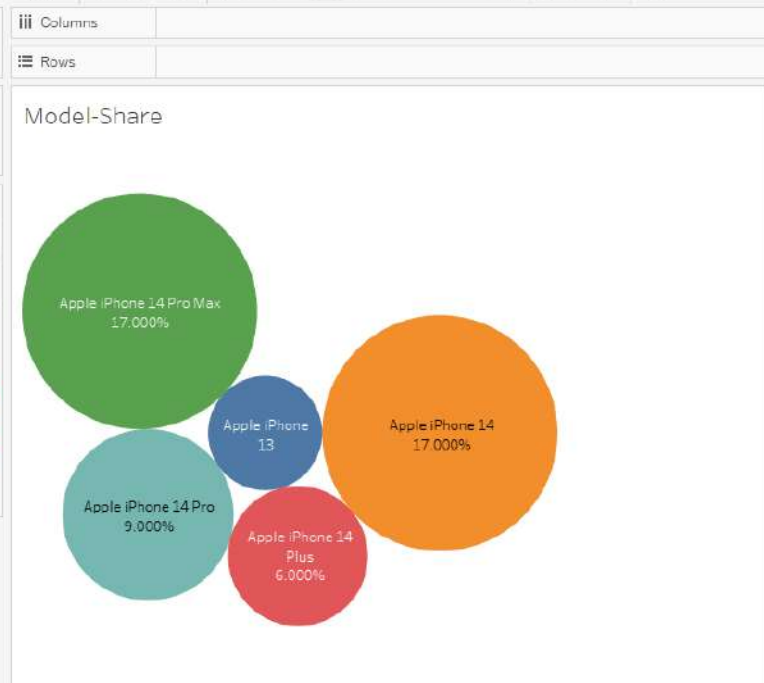 Columns
Rows
Model-Share
Apple iPhone 14 Pro Max
17.000%
Apple iPhone
13
Apple iPhone 14
17.000%
Apple iPhone 14 Pro
9.000%
Apple iPhone 14
Plus
6.000%